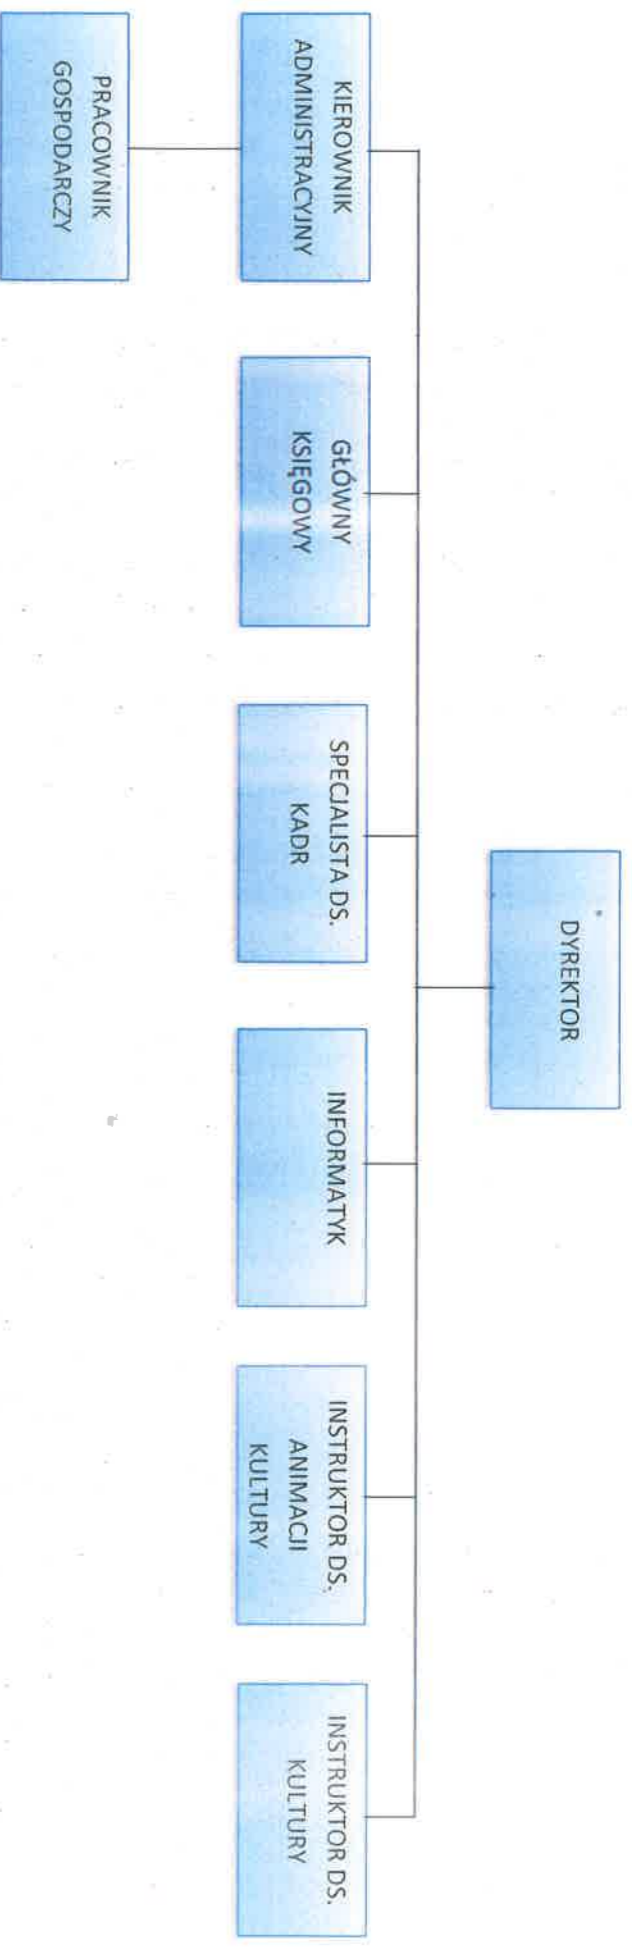 DYREKTOR
KIEROWNIK
ADMINISTRACYJNY
GŁÓWNY
KSIĘGOWY
SPECJALISTA DS.
KADR
INFORMATYK
INSTRUKTOR DS.
ANIMACJI
KULTURY
INSTRUKTOR DS.
KULTURY
PRACOWNIK
GOSPODARCZY